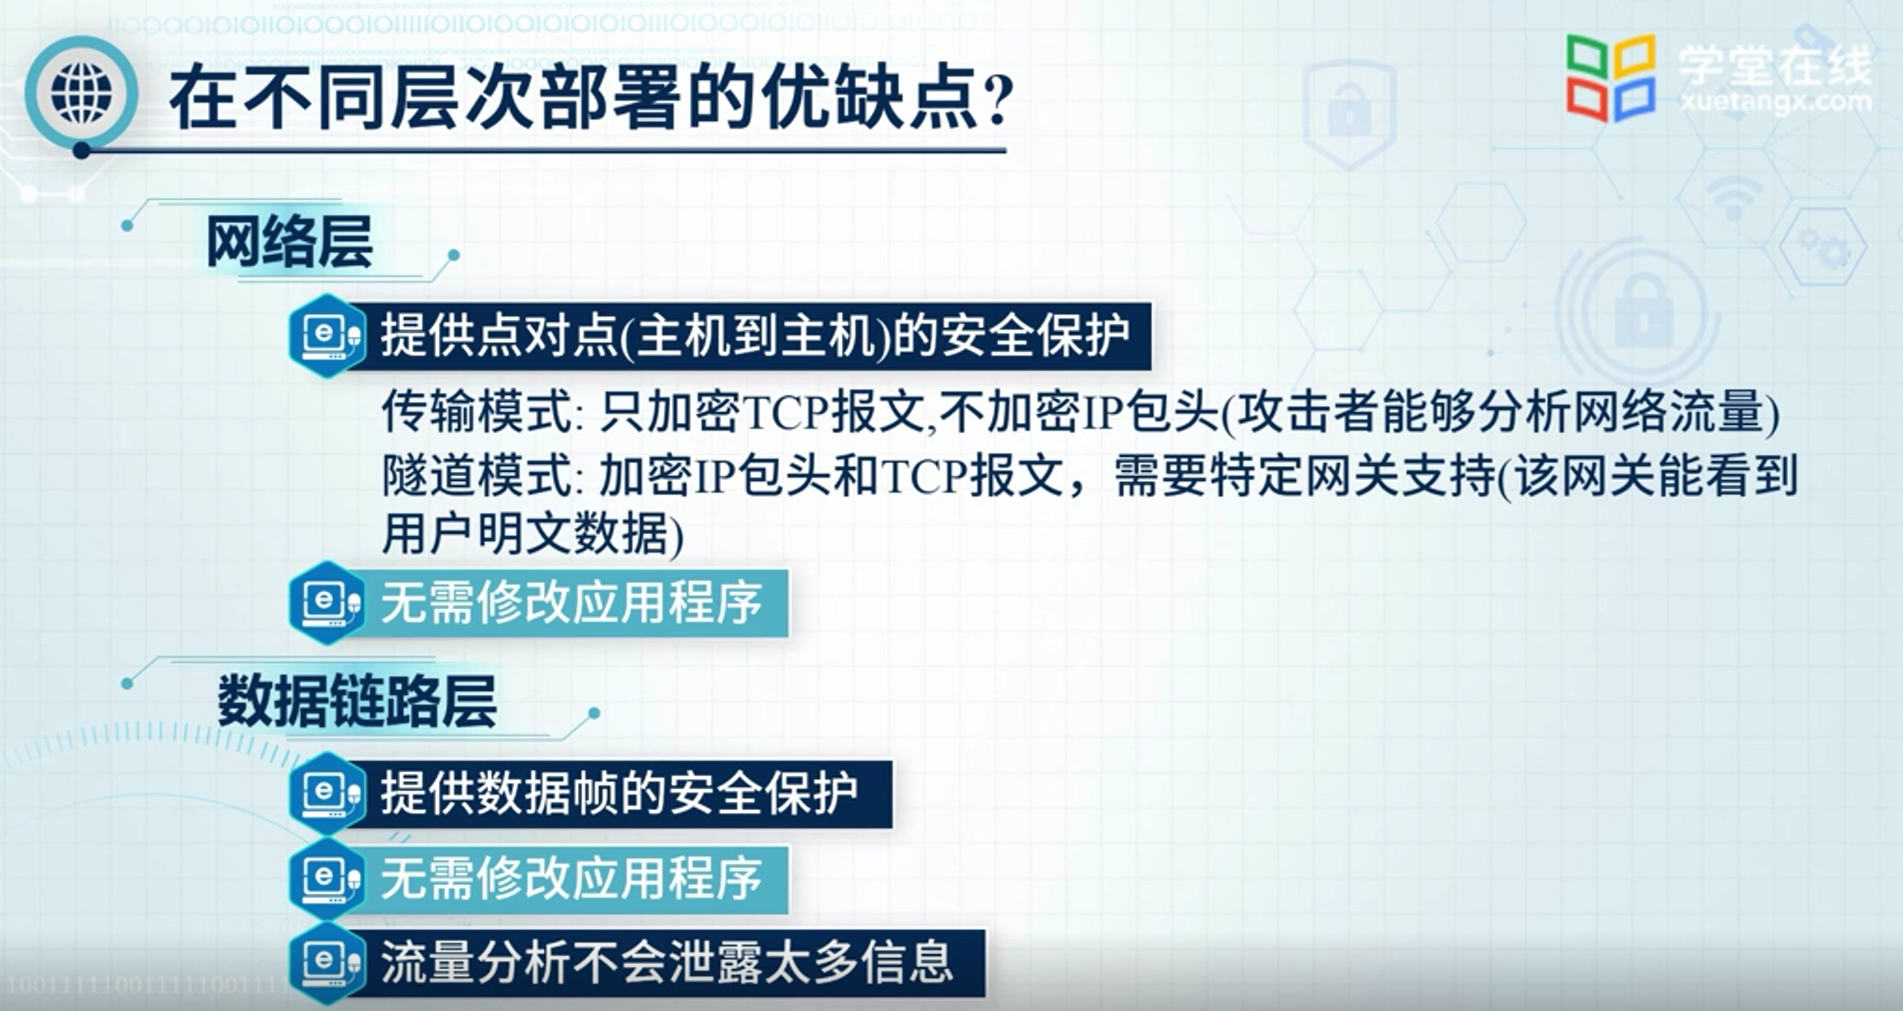 在不同层次部署的优缺点?
学堂在线
xuetangx.com
网络层
提供点对点(主机到主机)的安全保护
传输模式: 只加密TCP报文,不加密IP包头(攻击者能够分析网络流量)
隧道模式: 加密IP包头和TCP报文，需要特定网关支持(该网关能看到
用户明文数据)
无需修改应用程序
数据链路层
提供数据帧的安全保护
无需修改应用程序
流量分析不会泄露太多信息